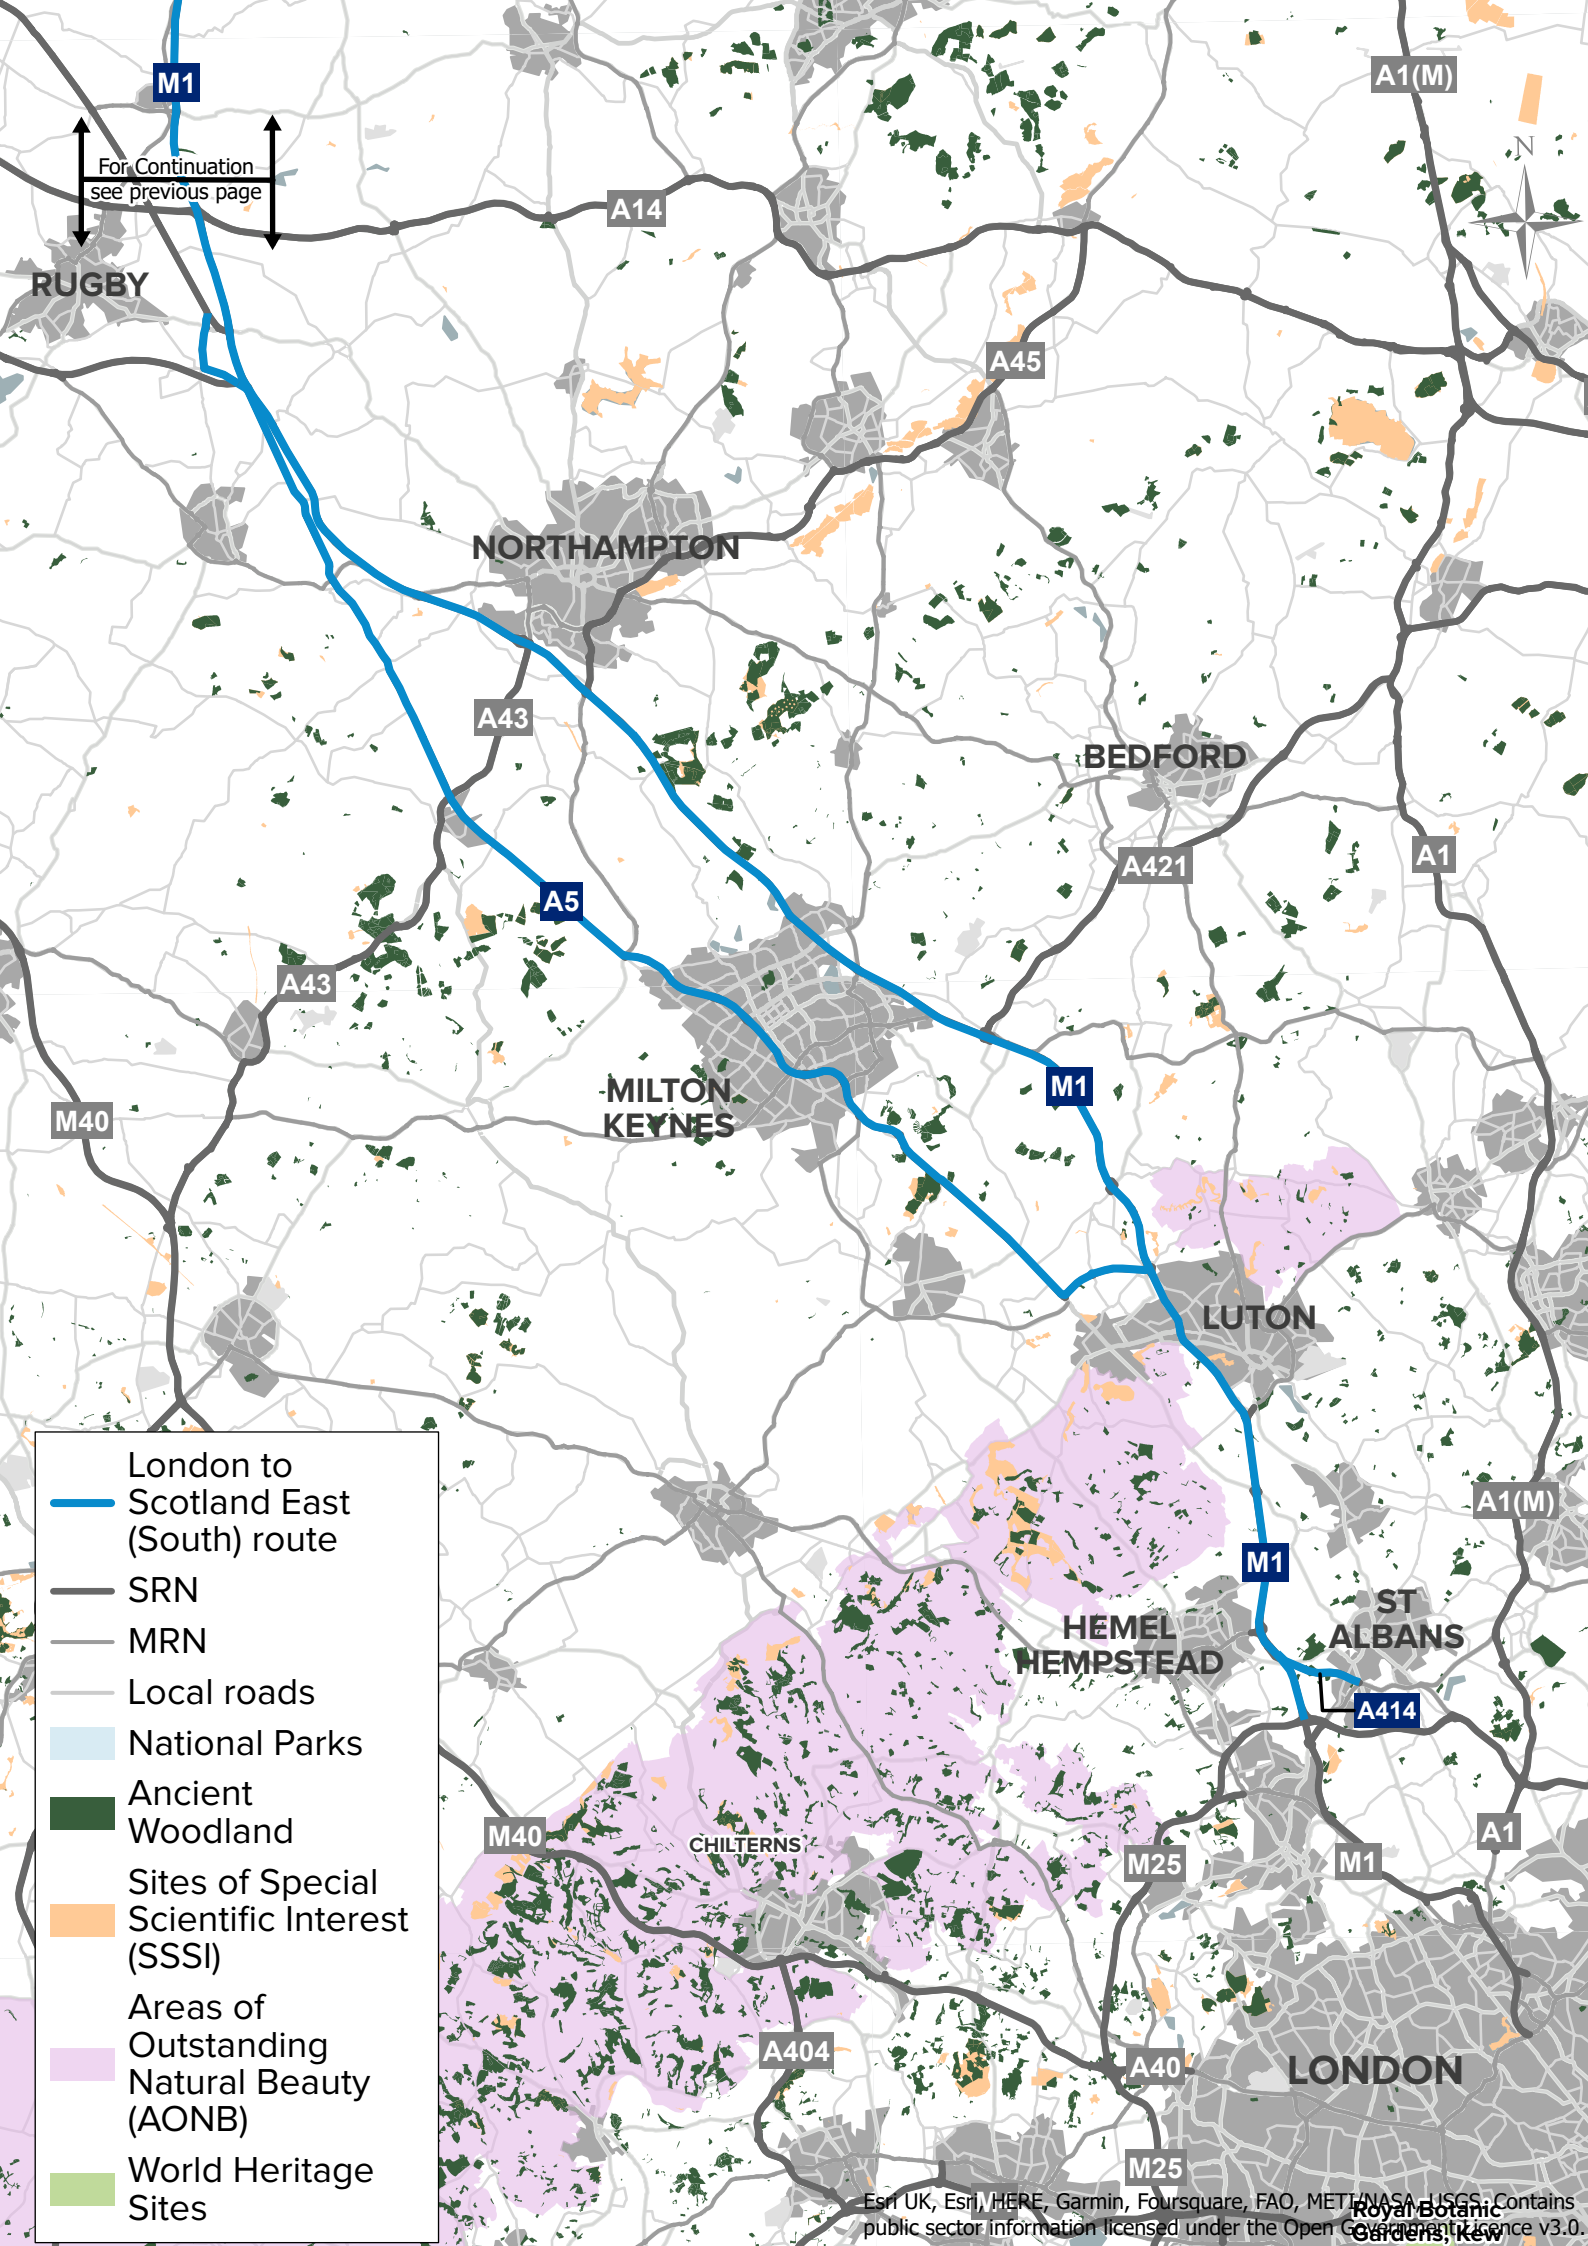 M1
A1(M)
For Continuation
see previous page
N
A14
RUGBY
A45
NORTHAMPTON
A43
BEDFORD
A421
A1
A5
A43
MILTON
KEYNES
M1
M40
LUTON
A1(M)
M1
ST
ALBANS
HEMEL
HEMPSTEAD
A414
M40
CHILTERNS
A1
M25
M1
A404
A40
LONDON
M25
London to
Scotland East
(South) route
SRN
MRN
Local roads
National Parks
Ancient
Woodland
Sites of Special
Scientific Interest
(SSSI)
Areas of
Outstanding
Natural Beauty
(AONB)
World Heritage
Sites
Esri UK, Esri, HERE, Garmin, Foursquare, FAO, METI/NASA, USGS. Contains
public sector information licensed under the Open Government Licence v3.0.
Royal Botanic
Gardens, Kew